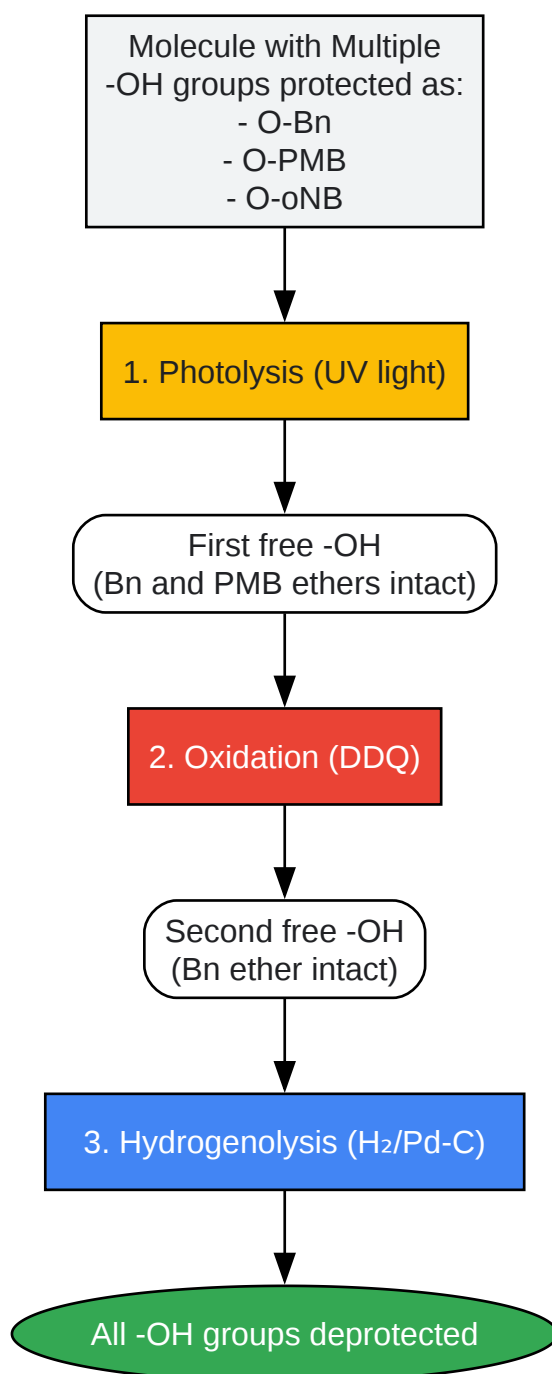 Molecule with Multiple
-OH groups protected as:
- O-Bn
- O-PMB
- O-oNB
1. Photolysis (UV light)
First free -OH
(Bn and PMB ethers intact)
2. Oxidation (DDQ)
Second free -OH
(Bn ether intact)
3. Hydrogenolysis (H₂/Pd-C)
All -OH groups deprotected